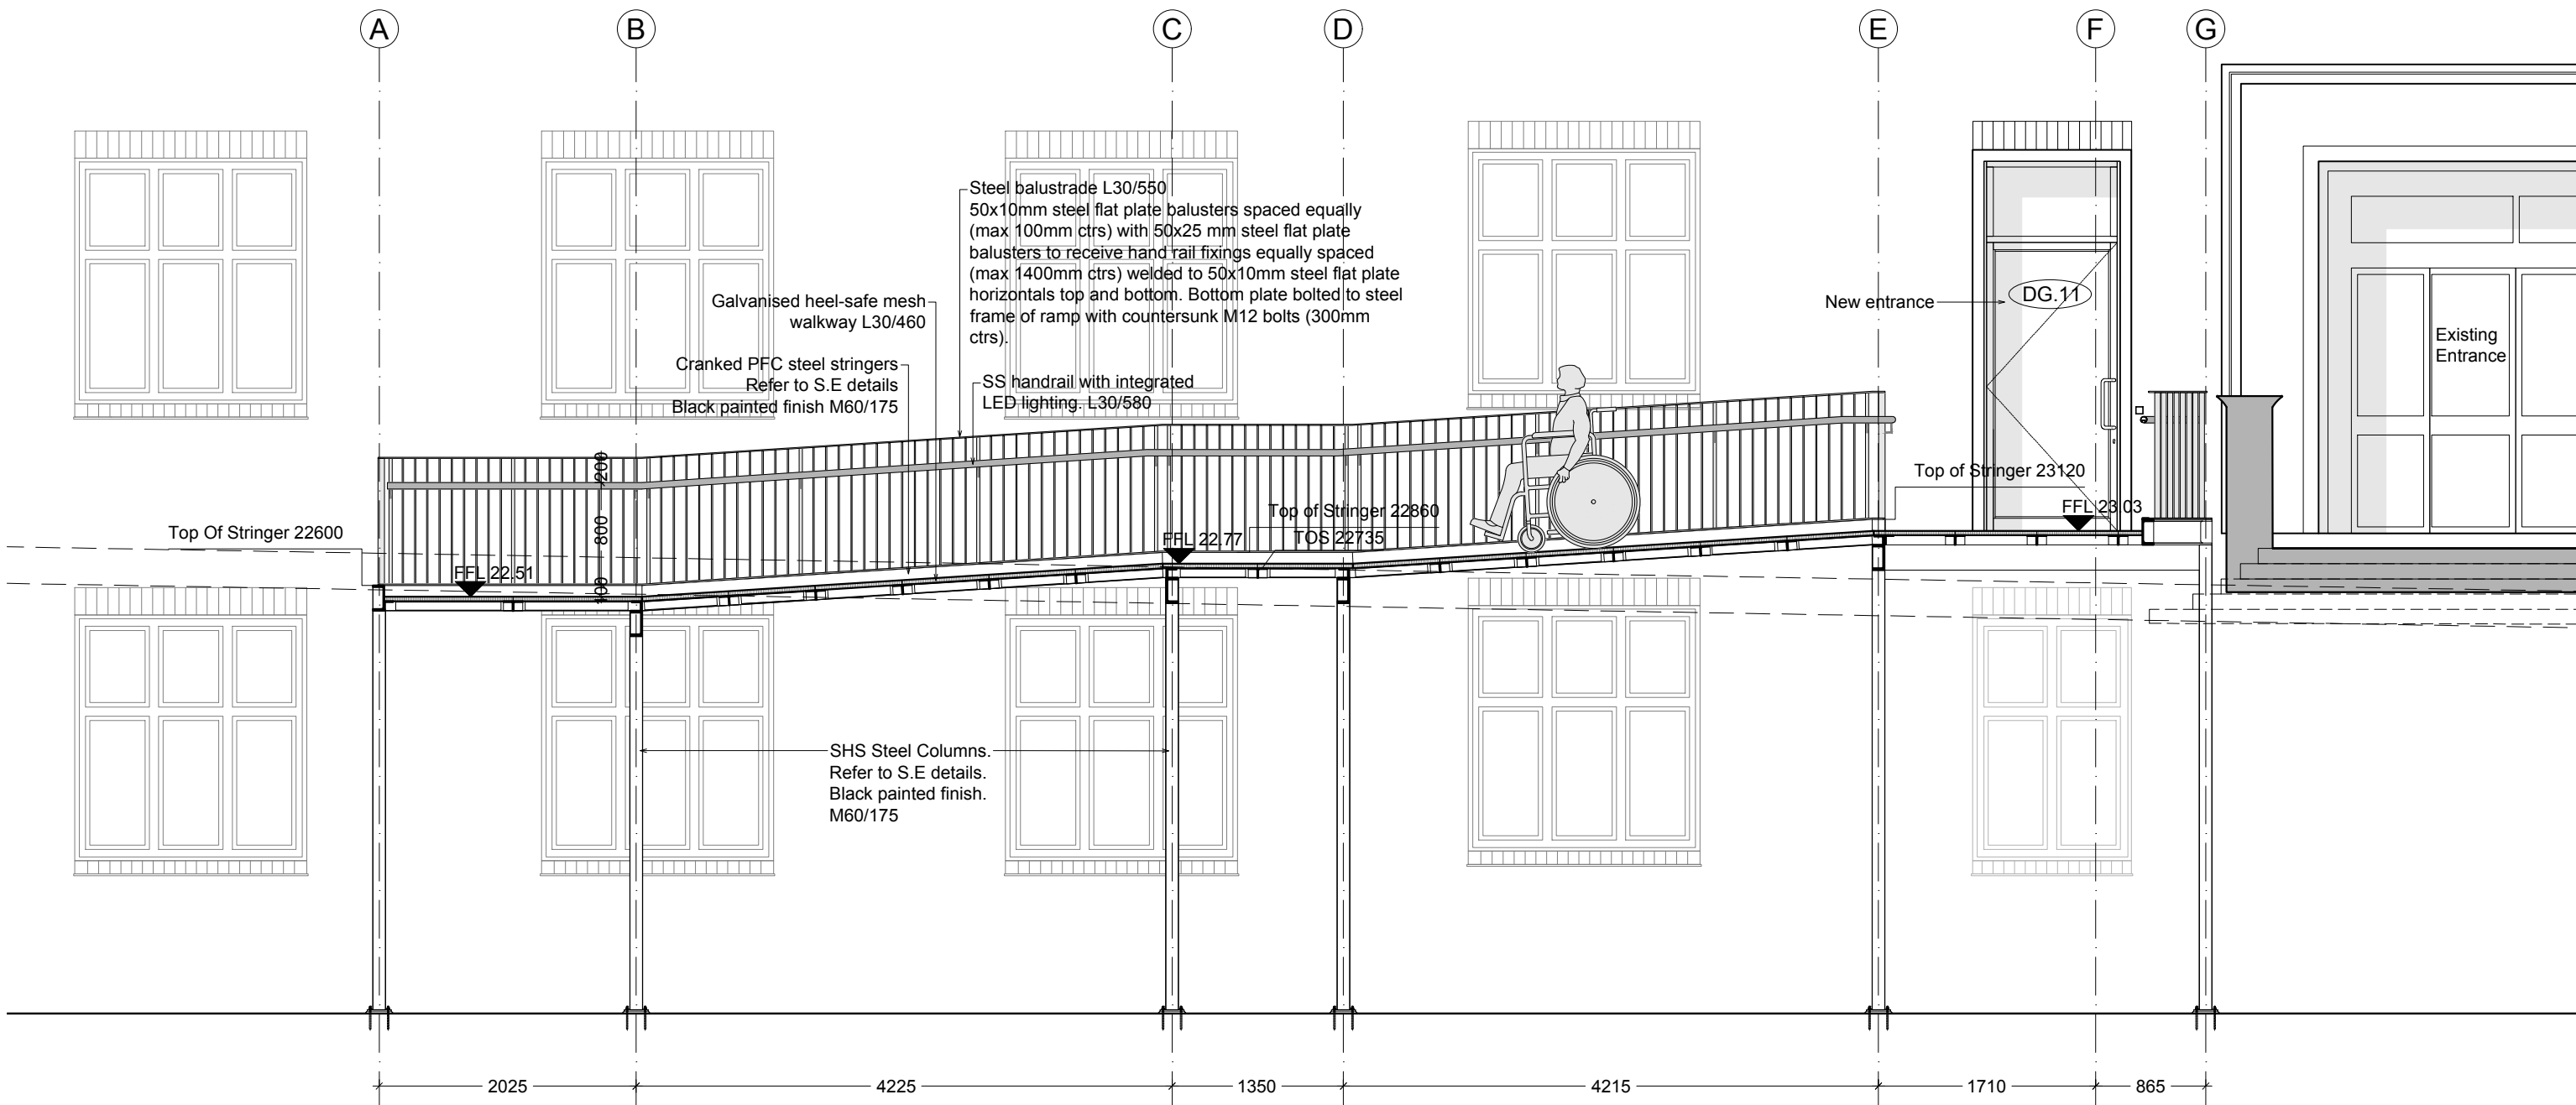 A
B
C
D
E
F
G
Steel balustrade L30/550
50x10mm steel flat plate balusters spaced equally
(max 100mm ctrs) with 50x25 mm steel flat plate
balusters to receive hand rail fixings equally spaced
(max 1400mm ctrs) welded to 50x10mm steel flat plate
horizontals top and bottom. Bottom plate bolted to steel
frame of ramp with countersunk M12 bolts (300mm
ctrs).
Galvanised heel-safe mesh
walkway L30/460
Cranked PFC steel stringers
Refer to S.E details
Black painted finish M60/175
SS handrail with integrated
LED lighting. L30/580
New entrance
DG.11
Existing
Entrance
200
800
100
Top Of Stringer 22600
FFL 22.51
FFL 22.77
Top of Stringer 22860
TOS 22735
Top of Stringer 23120
FFL 23.03
SHS Steel Columns.
Refer to S.E details.
Black painted finish.
M60/175
2025
4225
1350
4215
1710
865